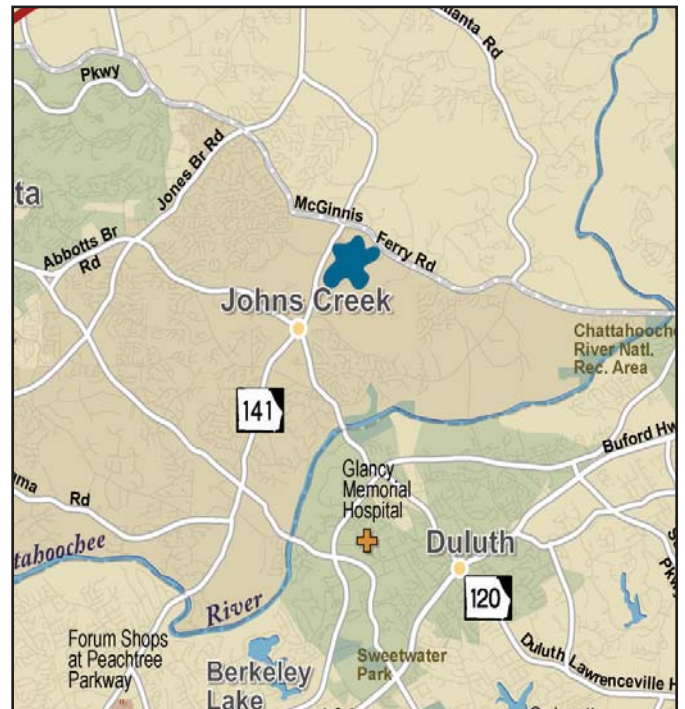 Pkwy
Jones Br Rd
ta
McGinnis
Ferry Rd
Abbotts Br
Rd
Johns Creek
Chattahooch
River Natl.
Rec. Area
141
Buford Hw
Glancy
Memorial
Hospital
Rd
Duluth
River
120
Forum Shops
at Peachtree
Parkway
Duluth Lawrenceville H
Sweetwater
Park
Berkeley
Lake
Pkwy